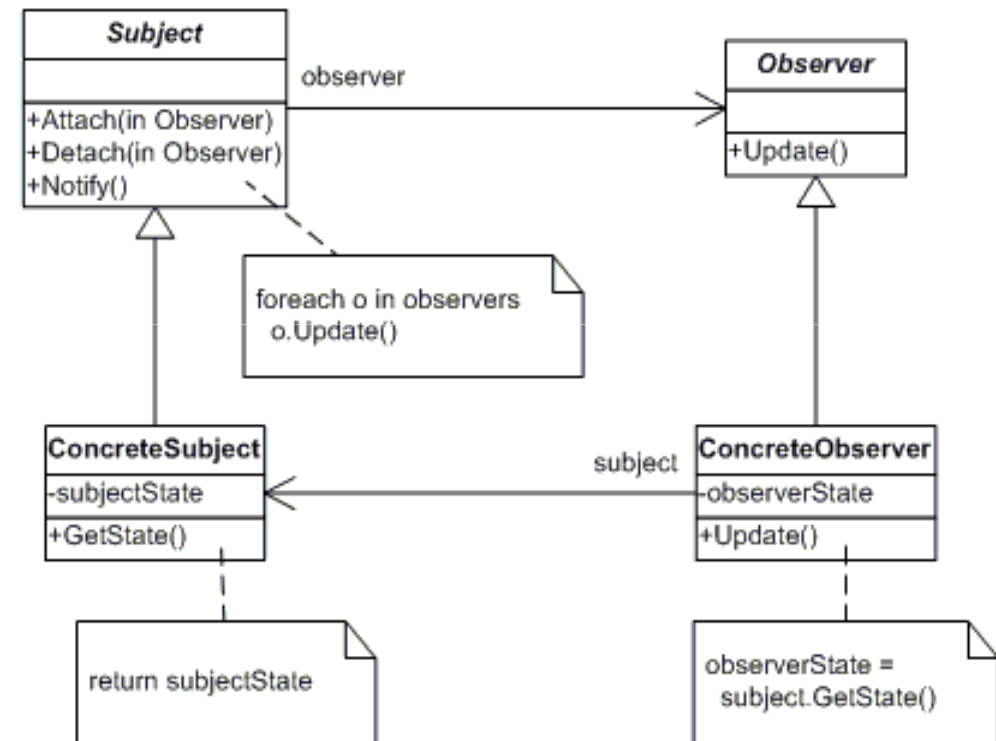 Subject
+Attach(in Observer)
+Detach(in Observer)
+Notify()
observer
Observer
+Update()
foreach o in observers
o.Update()
ConcreteSubject
-subjectState
+GetState()
subject
ConcreteObserver
-observerState
+Update()
return subjectState
observerState =
subject.GetState()